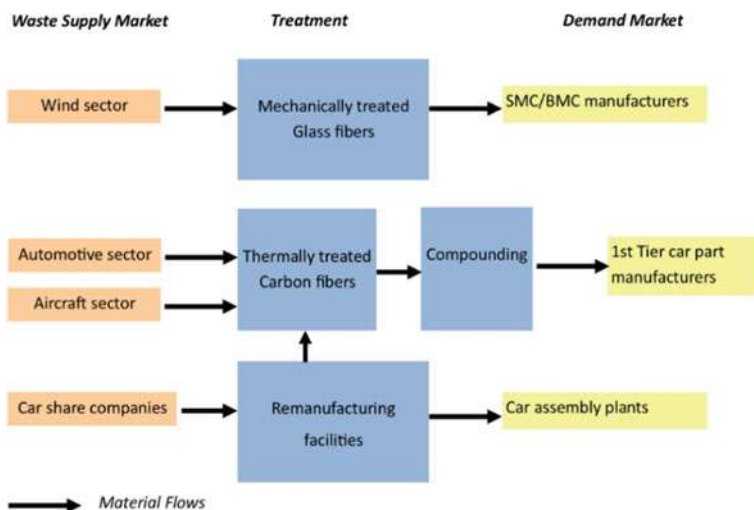 Waste Supply Market
Treatment
Demand Market
Wind sector
Mechanically treated
Glass fibers
SMC/BMC manufacturers
Automotive sector
Aircraft sector
Thermally treated
Carbon fibers
Compounding
1st Tier car part
manufacturers
Car share companies
Remanufacturing
facilities
Car assembly plants
Material Flows